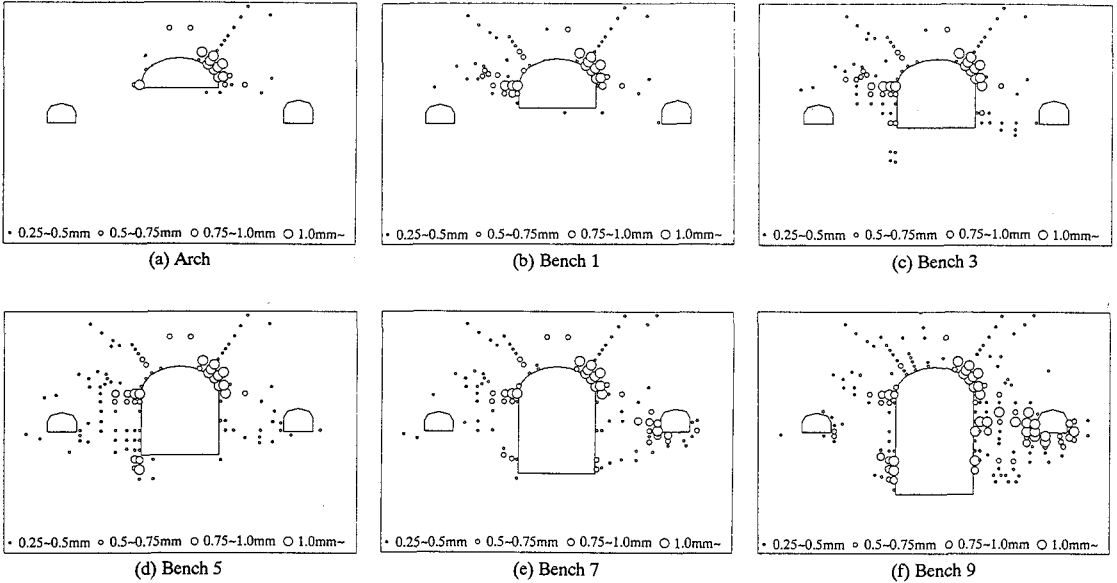 • 0.25~0.5mm ○ 0.5~0.75mm ○ 0.75~1.0mm ○ 1.0mm~
(a) Arch
• 0.25~0.5mm ○ 0.5~0.75mm ○ 0.75~1.0mm ○ 1.0mm~
(b) Bench 1
• 0.25~0.5mm ○ 0.5~0.75mm ○ 0.75~1.0mm ○ 1.0mm~
(c) Bench 3
• 0.25~0.5mm ○ 0.5~0.75mm ○ 0.75~1.0mm ○ 1.0mm~
(d) Bench 5
• 0.25~0.5mm ○ 0.5~0.75mm ○ 0.75~1.0mm ○ 1.0mm~
(e) Bench 7
• 0.25~0.5mm ○ 0.5~0.75mm ○ 0.75~1.0mm ○ 1.0mm~
(f) Bench 9